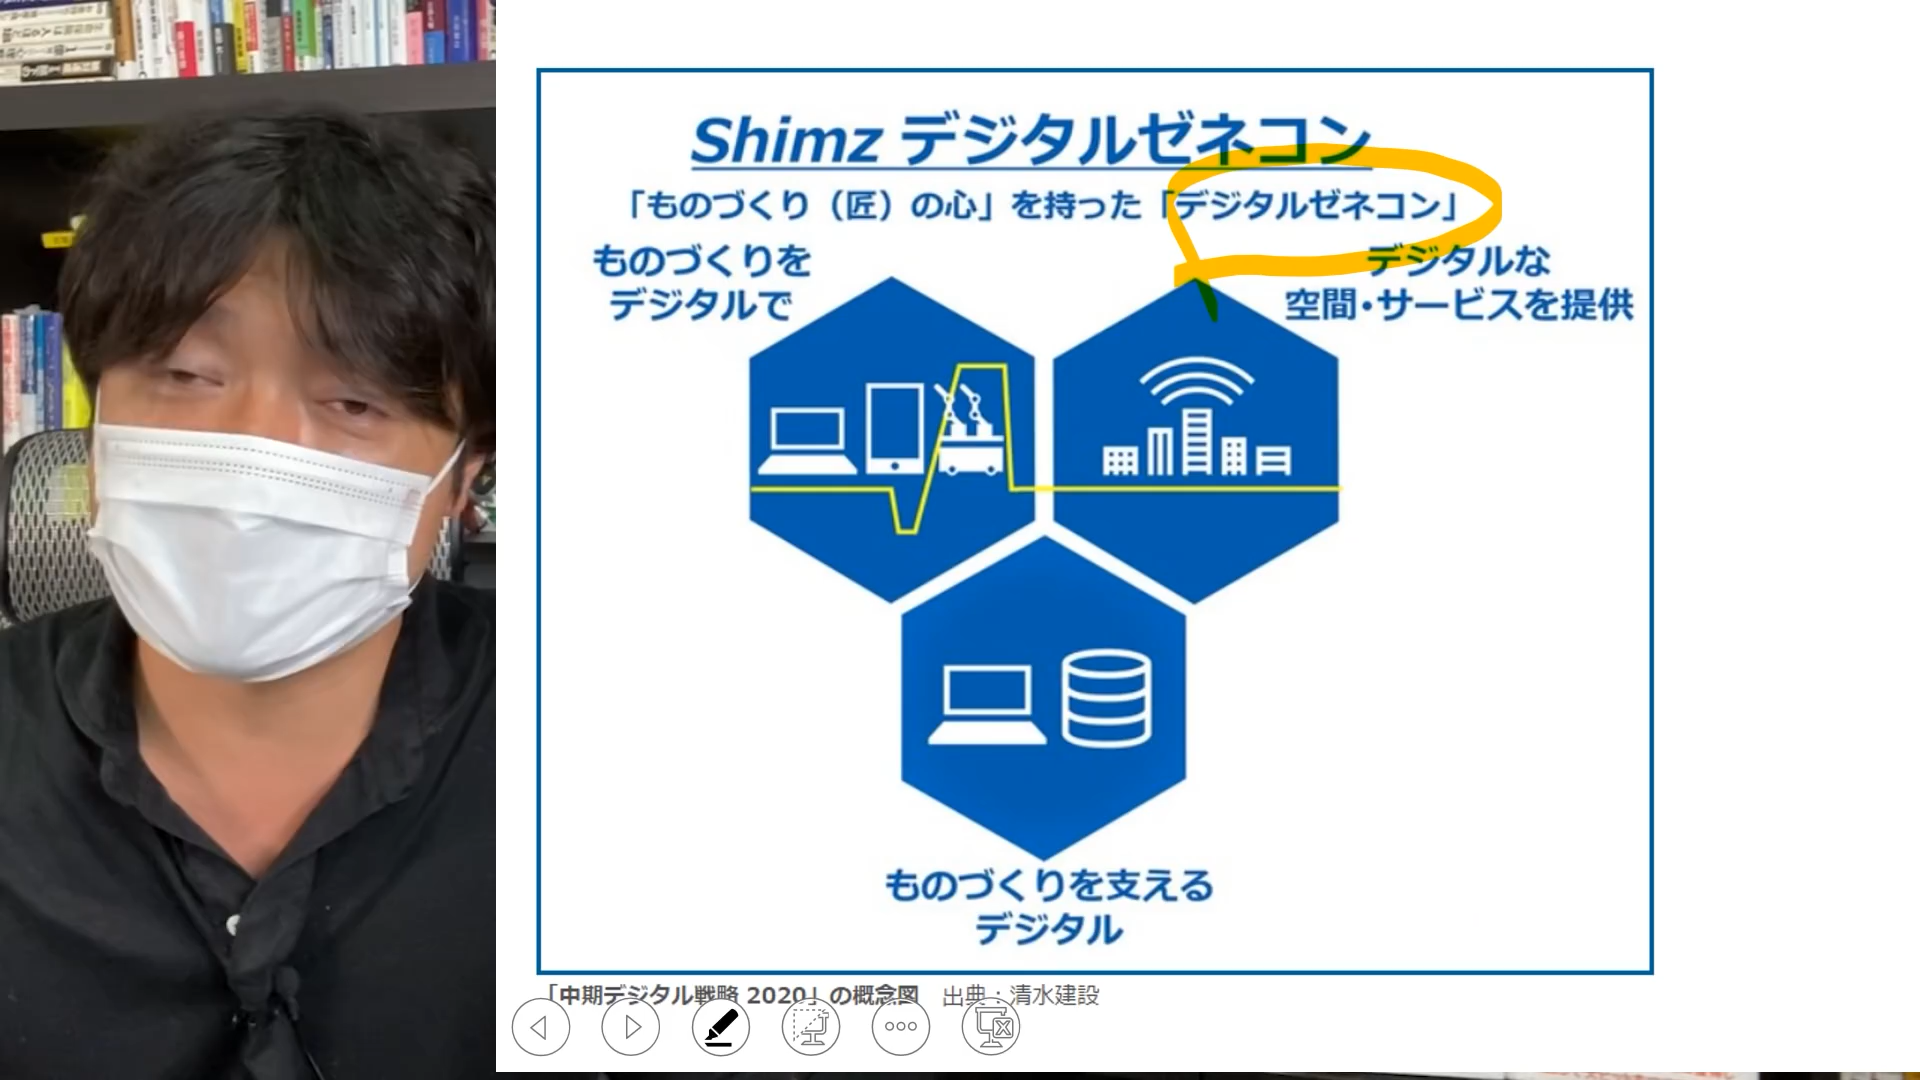 Shimz デジタルゼネコン
「ものづくり（匠）の心」を持った「デジタルゼネコン」
ものづくりを
デジタルで
デジタルな
空間・サービスを提供
ものづくりを支える
デジタル
「中期デジタル戦略 2020」の概念図 出典：清水建設